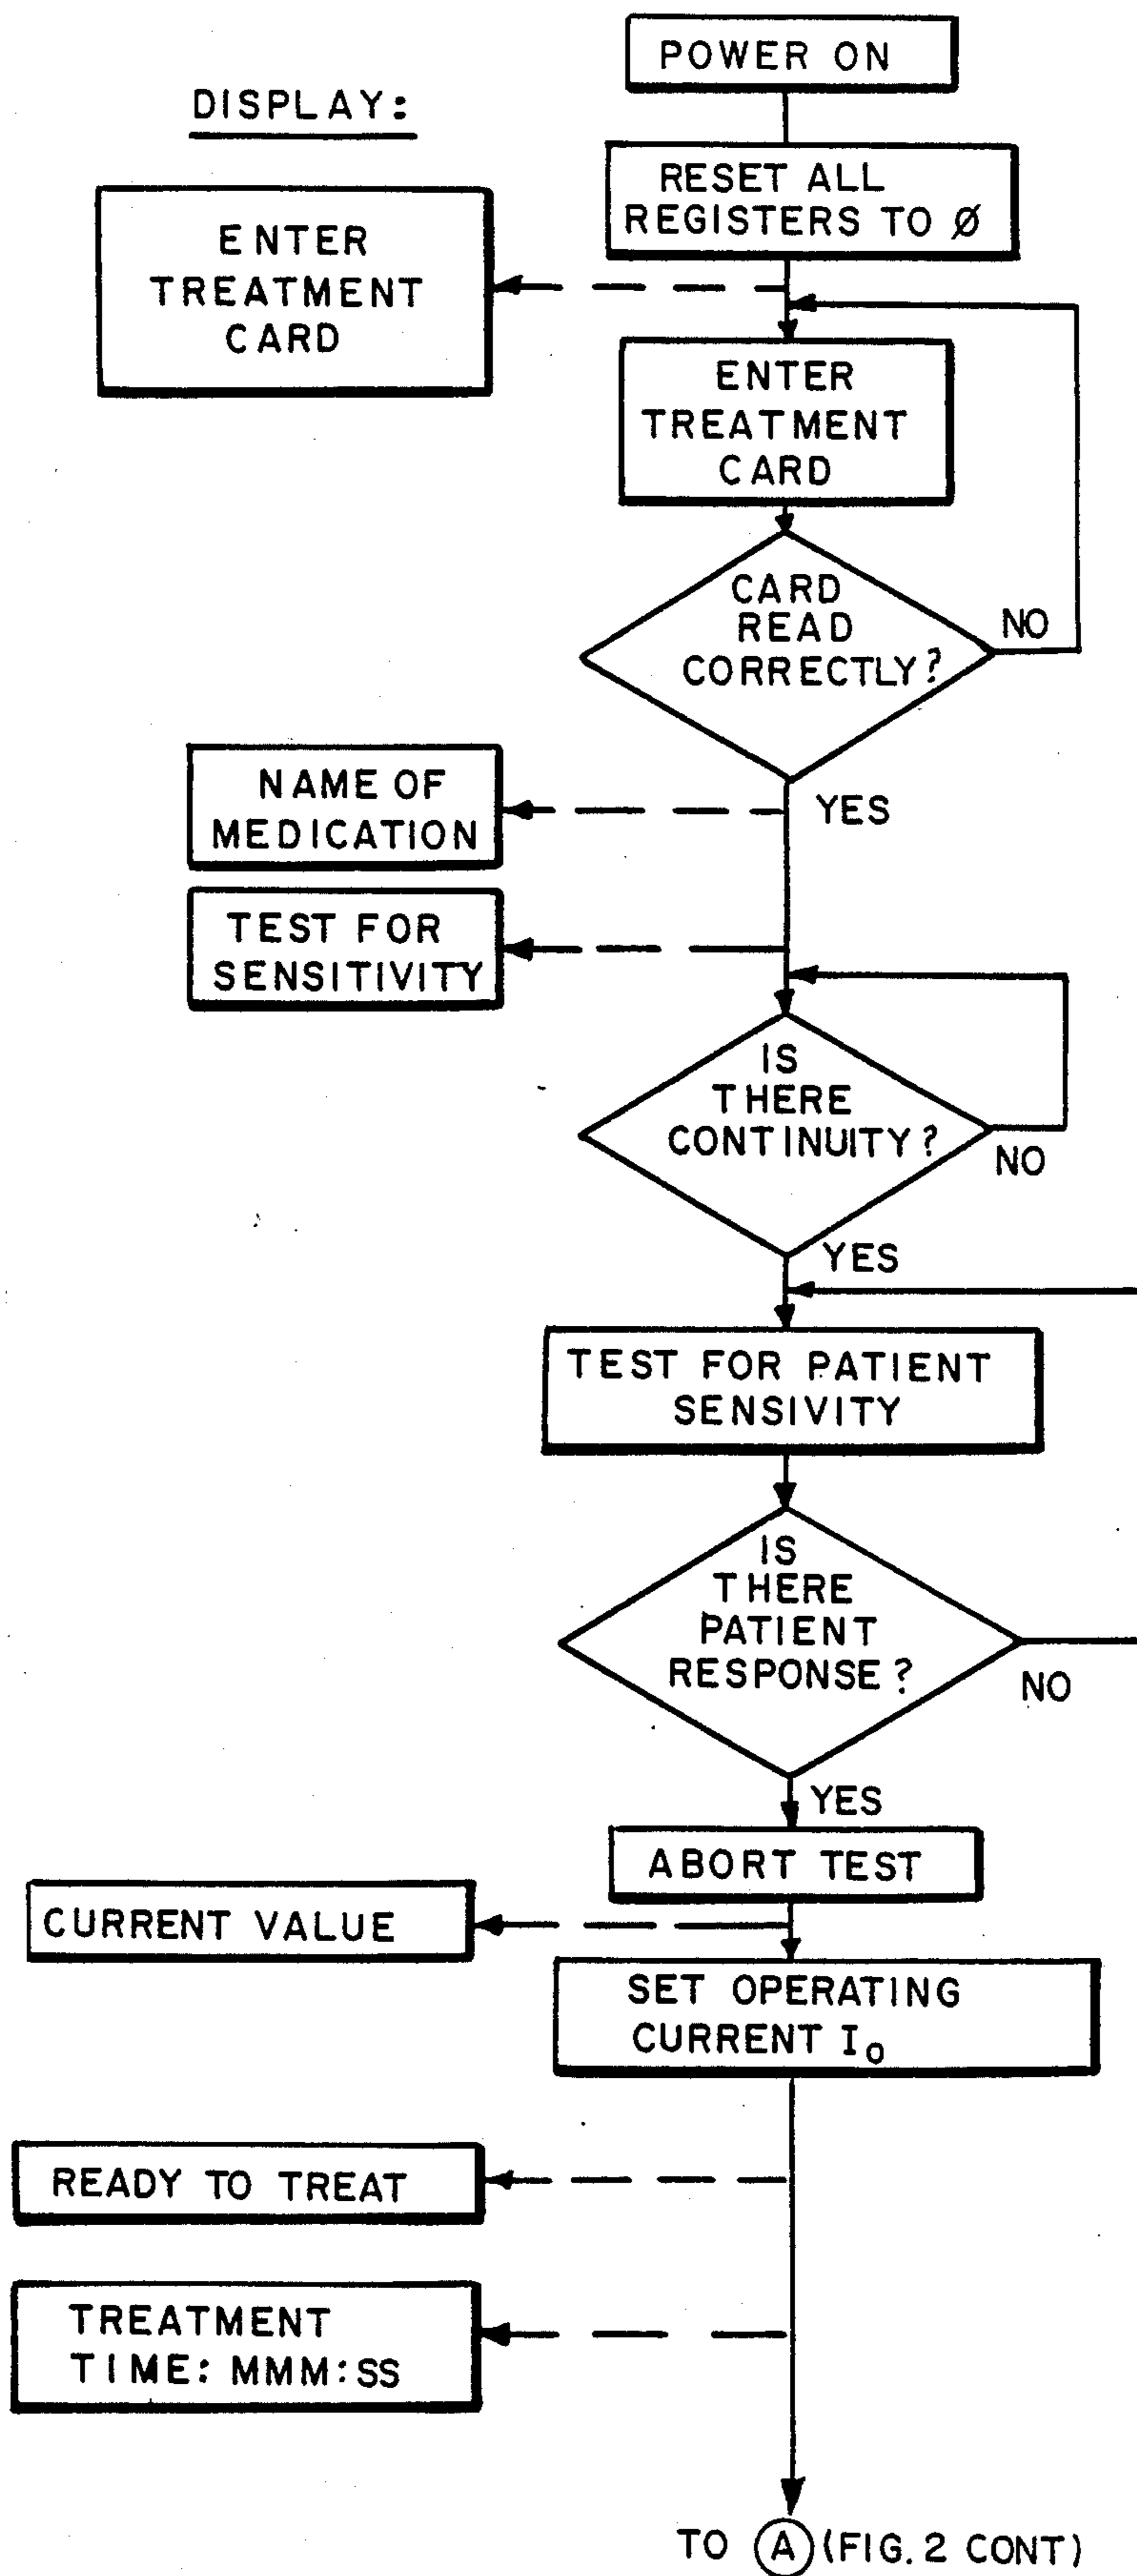 POWER ON
DISPLAY:
RESET ALL
REGISTERS TO Ø
ENTER
TREATMENT
CARD
ENTER
TREATMENT
CARD
CARD
READ
CORRECTLY?
NO
YES
NAME OF
MEDICATION
TEST FOR
SENSITIVITY
IS
THERE
CONTINUITY?
NO
YES
TEST FOR PATIENT
SENSIVITY
IS
THERE
PATIENT
RESPONSE?
NO
YES
ABORT TEST
CURRENT VALUE
SET OPERATING
CURRENT I₀
READY TO TREAT
TREATMENT
TIME: MMM:SS
TO A (FIG. 2 CONT)